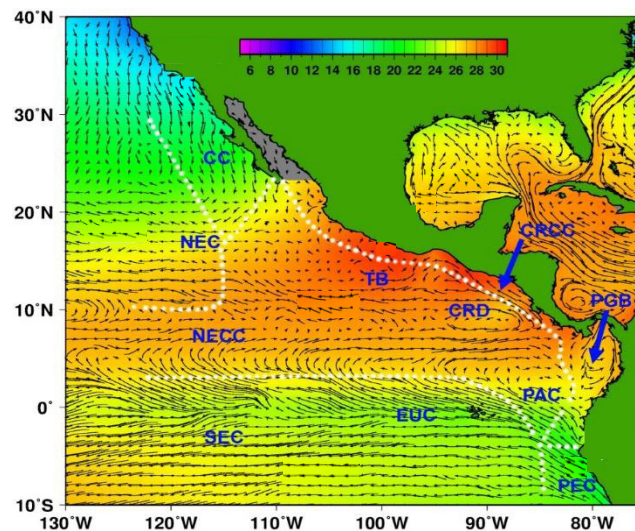 40°N
6 8 10 12 14 16 18 20 22 24 26 28 30
30°N
CC
20°N
NEC
CRCC
TB
10°N
CRD
PGB
NECC
PAC
0°
EUC
SEC
PEC
10°S
130°W 120°W 110°W 100°W 90°W 80°W